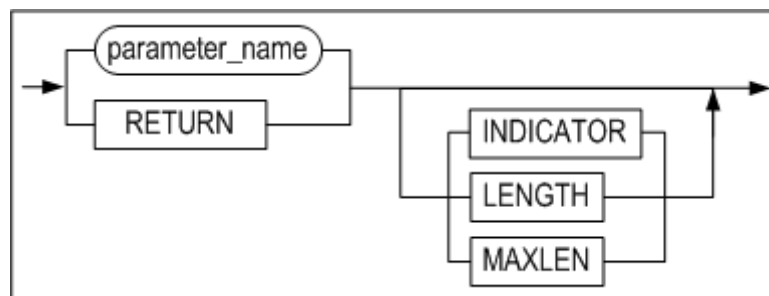 parameter_name
RETURN
INDICATOR
LENGTH
MAXLEN